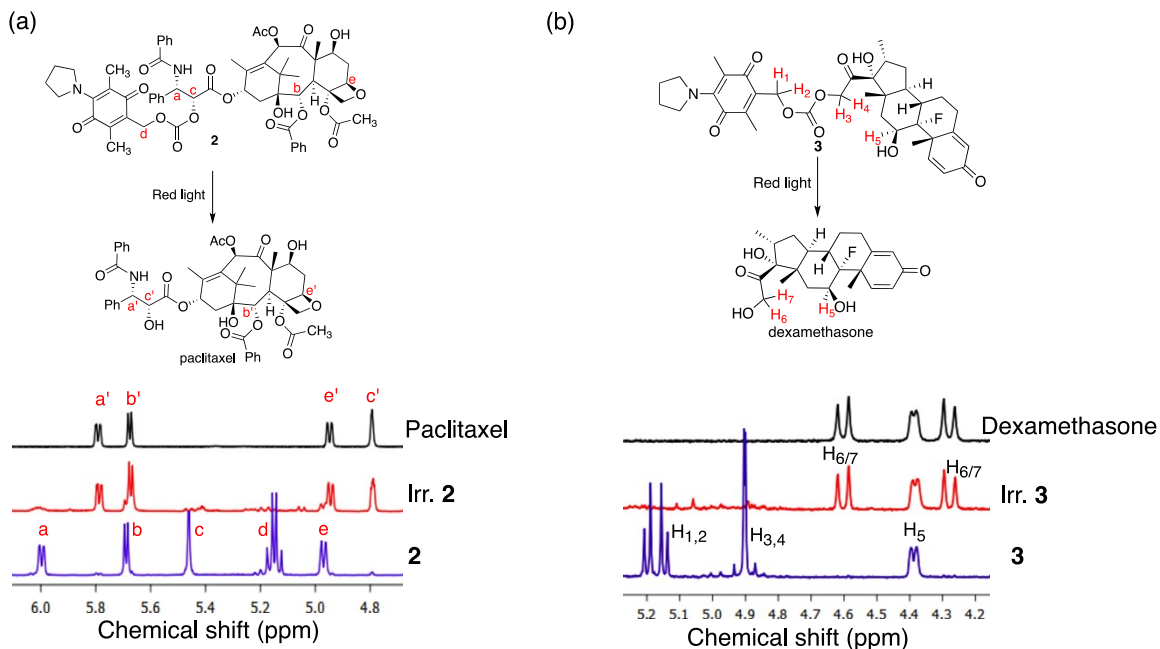 (a)
AcO
O
OH
Ph
O
NH
CH3
O
O
N
Ph
a
c
O
b
H
e
O
OH
O
O
O
d
O
O
O
CH3
CH3
O
2
Ph
O
Red light
AcO
O
OH
Ph
O
NH
O
e'
Ph
a'
c'
O
OH
b'
H
O
HO
O
O
O
CH3
Ph
O
paclitaxel
a'
b'
e'
c'
Paclitaxel
Irr. 2
a
b
c
d
e
2
6.0
5.8
5.6
5.4
5.2
5.0
4.8
Chemical shift (ppm)
(b)
O
H1
H2
N
O
O
O
O
3
O
OH
O
H4
H3
H
H
F
H5
HO
O
Red light
OH
H
H
F
O
H7
HO
H6
H5
OH
O
dexamethasone
Dexamethasone
H6/7
H6/7
Irr. 3
H1,2
H3,4
H5
3
5.2
5.1
5.0
4.9
4.8
4.7
4.6
4.5
4.4
4.3
4.2
Chemical shift (ppm)